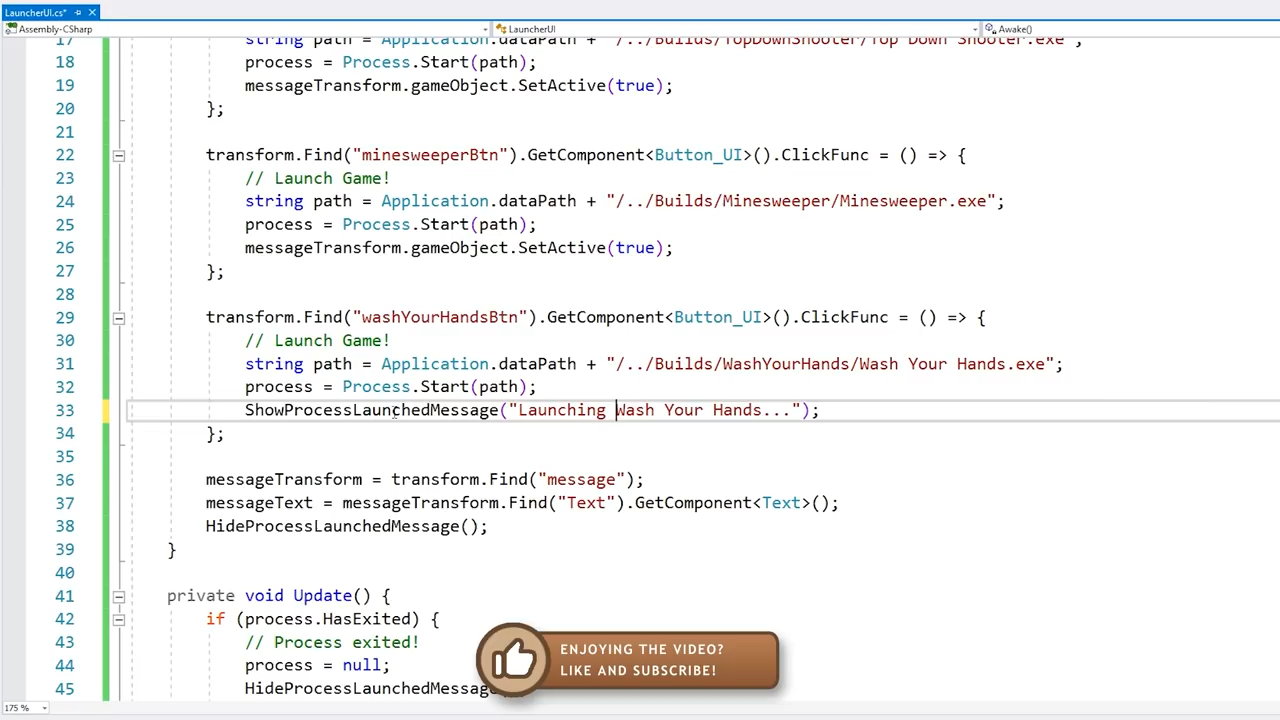 LauncherUI.cs*
Assembly-CSharp
LauncherUI
Awake()
17 string path = Application.dataPath + "/../Builds/TopDownShooter/Top Down Shooter.exe";
18 process = Process.Start(path);
19 messageTransform.gameObject.SetActive(true);
20 };
21
22 transform.Find("minesweeperBtn").GetComponent<Button_UI>().ClickFunc = () => {
23 // Launch Game!
24 string path = Application.dataPath + "/../Builds/Minesweeper/Minesweeper.exe";
25 process = Process.Start(path);
26 messageTransform.gameObject.SetActive(true);
27 };
28
29 transform.Find("washYourHandsBtn").GetComponent<Button_UI>().ClickFunc = () => {
30 // Launch Game!
31 string path = Application.dataPath + "/../Builds/WashYourHands/Wash Your Hands.exe";
32 process = Process.Start(path);
33 ShowProcessLaunchedMessage("Launching Wash Your Hands...");
34 };
35
36 messageTransform = transform.Find("message");
37 messageText = messageTransform.Find("Text").GetComponent<Text>();
38 HideProcessLaunchedMessage();
39 }
40
41 private void Update() {
42 if (process.HasExited) {
43 // Process exited!
44 process = null;
45 HideProcessLaunchedMessage
ENJOYING THE VIDEO?
LIKE AND SUBSCRIBE!
175 %